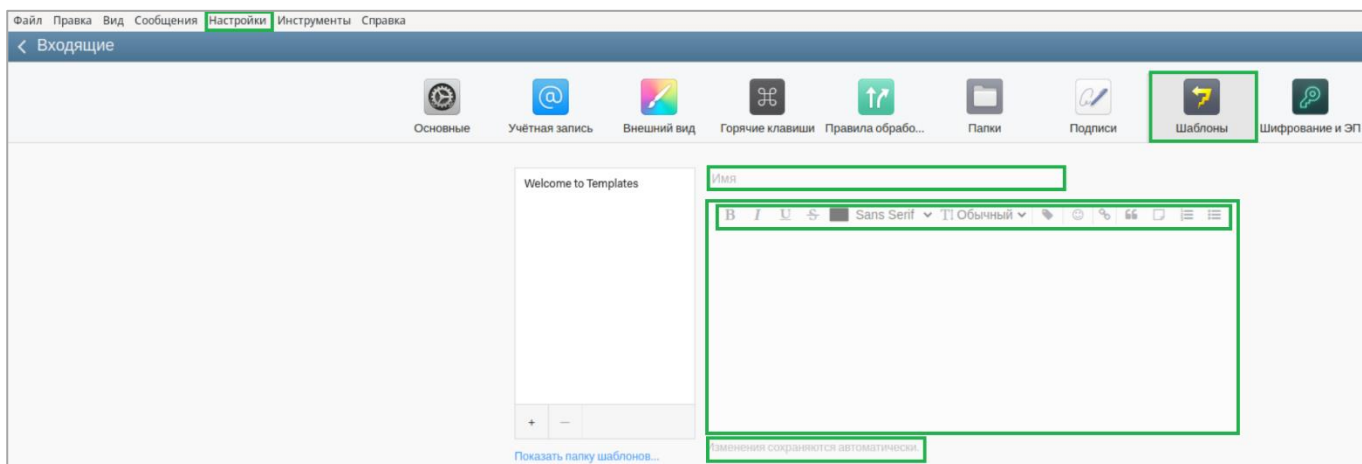 Файл Правка Вид Сообщения Настройки Инструменты Справка
Входящие
Основные Учётная запись Внешний вид Горячие клавиши Правила обрабо... Папки Подписи Шаблоны Шифрование и ЭП
Welcome to Templates
Имя
B I U S Sans Serif TI Обычный
Изменения сохраняются автоматически.
Показать папку шаблонов...